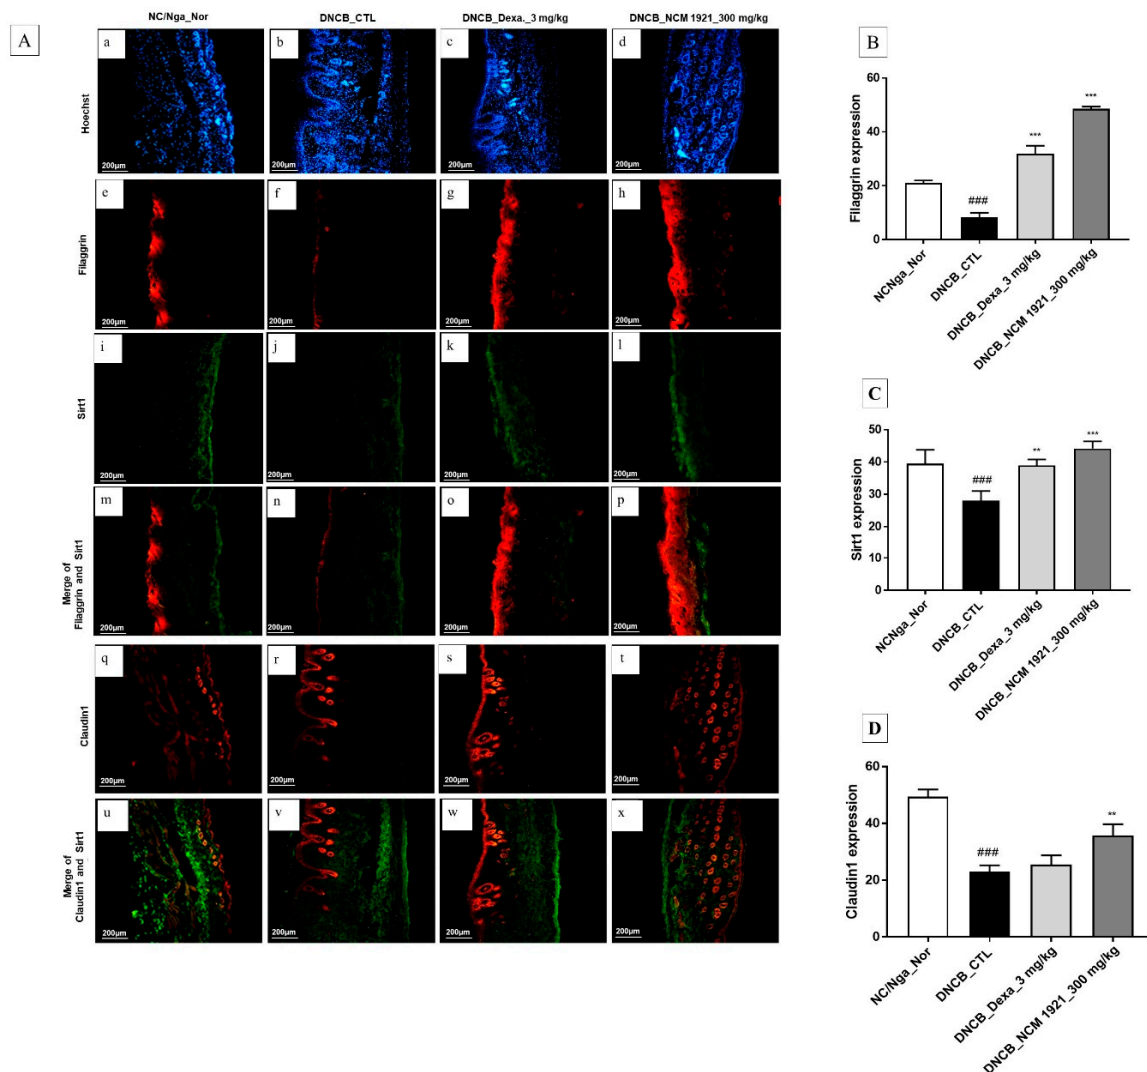 A
NC/Nga_Nor
DNCB_CTL
DNCB_Dexa._3 mg/kg
DNCB_NCM 1921_300 mg/kg
Hoechst
a
b
c
d
200μm
200μm
200μm
200μm
Filaggrin
e
f
g
h
200μm
200μm
200μm
200μm
Sirt1
i
j
k
l
200μm
200μm
200μm
200μm
Merge of
Filaggrin and Sirt1
m
n
o
p
200μm
200μm
200μm
200μm
Claudin1
q
r
s
t
200μm
200μm
200μm
200μm
Merge of
Claudin1 and Sirt1
u
v
w
x
200μm
200μm
200μm
200μm
B
Filaggrin expression
60
40
20
0
###
***
***
NCNga_Nor
DNCB_CTL
DNCB_Dexa_3 mg/kg
DNCB_NCM 1921_300 mg/kg
C
Sirt1 expression
50
40
30
20
10
0
###
**
***
NCNga_Nor
DNCB_CTL
DNCB_Dexa_3 mg/kg
DNCB_NCM 1921_300 mg/kg
D
Claudin1 expression
60
40
20
0
###
**
NC/Nga_Nor
DNCB_CTL
DNCB_Dexa_3 mg/kg
DNCB_NCM 1921_300 mg/kg